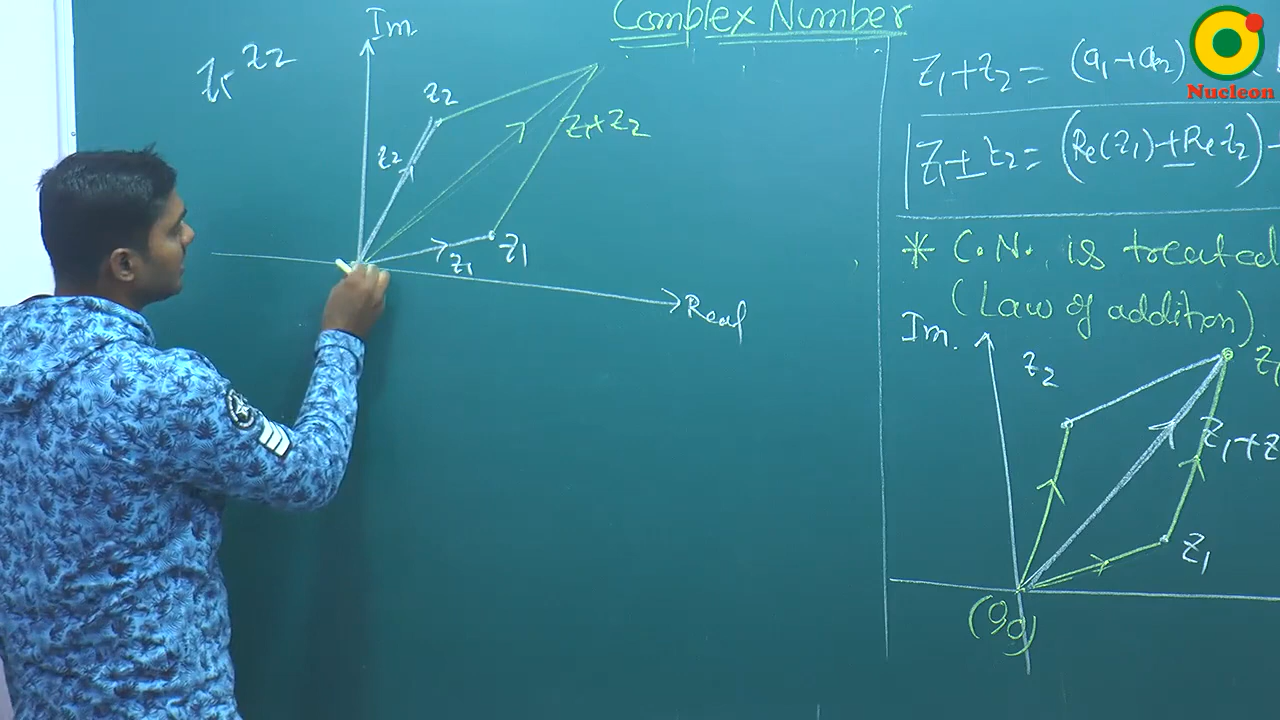 Complex Number
Nucleon
z₁, z₂
Im.
z₂
z₂
z₁+z₂
z₁
z₁
Real
z₁+z₂ = (a₁+a₂)
z₁±z₂ = (Re(z₁)±Re z₂)
* C.N. is treated
(Law of addition)
Im.
z₂
z₁+z
z₁
(0,0)